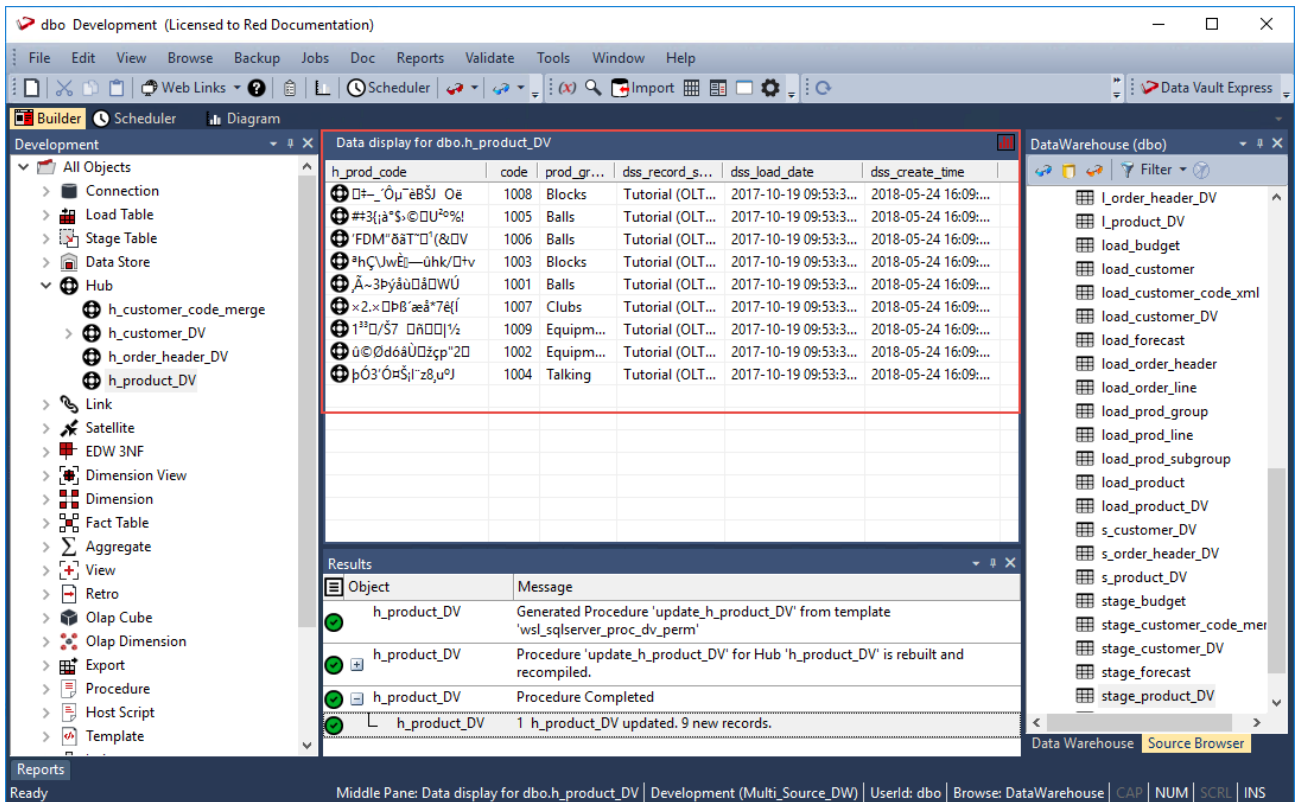 dbo Development (Licensed to Red Documentation)
File Edit View Browse Backup Jobs Doc Reports Validate Tools Window Help
Web Links Scheduler (x) Import Data Vault Express
Builder Scheduler Diagram
Development
All Objects
Connection
Load Table
Stage Table
Data Store
Hub
h_customer_code_merge
h_customer_DV
h_order_header_DV
h_product_DV
Link
Satellite
EDW 3NF
Dimension View
Dimension
Fact Table
Aggregate
View
Retro
Olap Cube
Olap Dimension
Export
Procedure
Host Script
Template
Data display for dbo.h_product_DV
h_prod_code code prod_gr... dss_record_s... dss_load_date dss_create_time
1008 Blocks Tutorial (OLT... 2017-10-19 09:53:3... 2018-05-24 16:09:...
1005 Balls Tutorial (OLT... 2017-10-19 09:53:3... 2018-05-24 16:09:...
1006 Balls Tutorial (OLT... 2017-10-19 09:53:3... 2018-05-24 16:09:...
1003 Blocks Tutorial (OLT... 2017-10-19 09:53:3... 2018-05-24 16:09:...
1001 Balls Tutorial (OLT... 2017-10-19 09:53:3... 2018-05-24 16:09:...
1007 Clubs Tutorial (OLT... 2017-10-19 09:53:3... 2018-05-24 16:09:...
1009 Equipm... Tutorial (OLT... 2017-10-19 09:53:3... 2018-05-24 16:09:...
1002 Equipm... Tutorial (OLT... 2017-10-19 09:53:3... 2018-05-24 16:09:...
1004 Talking Tutorial (OLT... 2017-10-19 09:53:3... 2018-05-24 16:09:...
Results
Object Message
h_product_DV Generated Procedure 'update_h_product_DV' from template
'wsl_sqlserver_proc_dv_perm'
h_product_DV Procedure 'update_h_product_DV' for Hub 'h_product_DV' is rebuilt and
recompiled.
h_product_DV Procedure Completed
h_product_DV 1 h_product_DV updated. 9 new records.
DataWarehouse (dbo)
Filter
l_order_header_DV
l_product_DV
load_budget
load_customer
load_customer_code_xml
load_customer_DV
load_forecast
load_order_header
load_order_line
load_prod_group
load_prod_line
load_prod_subgroup
load_product
load_product_DV
s_customer_DV
s_order_header_DV
s_product_DV
stage_budget
stage_customer_code_mer
stage_customer_DV
stage_forecast
stage_product_DV
Data Warehouse Source Browser
Reports
Ready Middle Pane: Data display for dbo.h_product_DV Development (Multi_Source_DW) UserId: dbo Browse: DataWarehouse CAP NUM SCRL INS